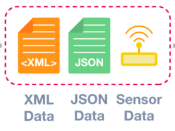 <XML>
JSON
XML Data
JSON Data
Sensor Data